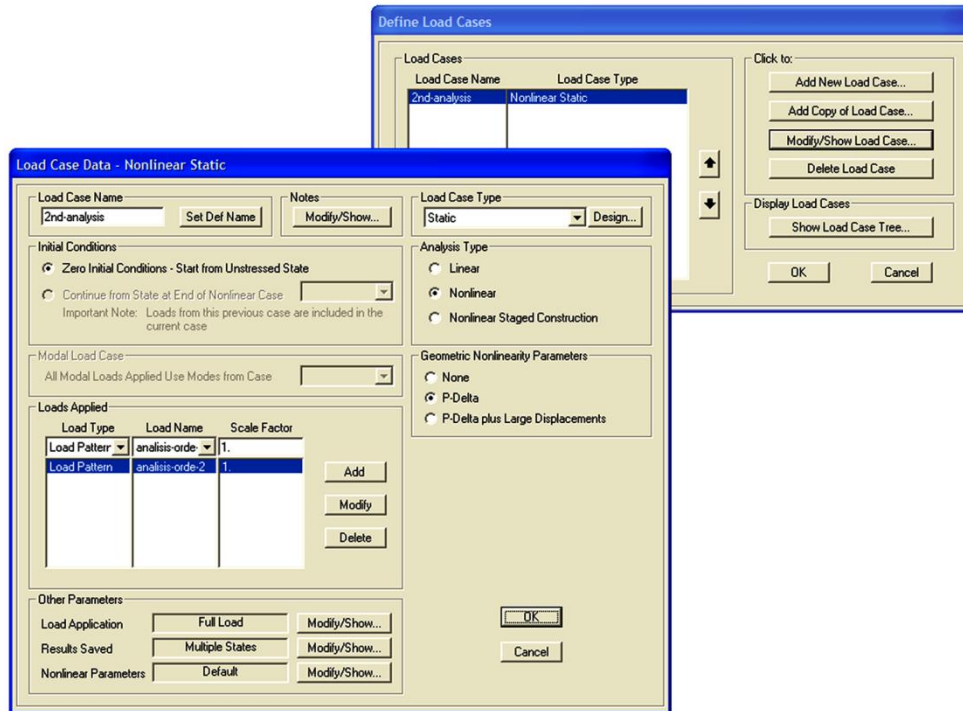 Define Load Cases
Load Cases
Load Case Name Load Case Type
2nd-analysis Nonlinear Static
Click to:
Add New Load Case...
Add Copy of Load Case...
Modify/Show Load Case...
Delete Load Case
Display Load Cases
Show Load Case Tree...
OK Cancel
Load Case Data - Nonlinear Static
Load Case Name
2nd-analysis Set Def Name
Notes
Modify/Show...
Load Case Type
Static Design...
Initial Conditions
Zero Initial Conditions - Start from Unstressed State
Continue from State at End of Nonlinear Case
Important Note: Loads from this previous case are included in the
current case
Analysis Type
Linear
Nonlinear
Nonlinear Staged Construction
Modal Load Case
All Modal Loads Applied Use Modes from Case
Geometric Nonlinearity Parameters
None
P-Delta
P-Delta plus Large Displacements
Loads Applied
Load Type Load Name Scale Factor
Load Pattern analisis-orde- 1.
Load Pattern analisis-orde-2 1.
Add
Modify
Delete
Other Parameters
Load Application Full Load Modify/Show...
Results Saved Multiple States Modify/Show...
Nonlinear Parameters Default Modify/Show...
OK
Cancel